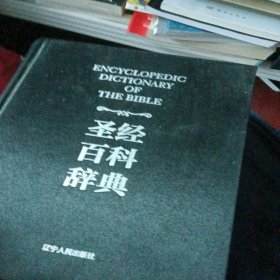 ENCYCLOPEDIC
DICTIONARY
OF
THE BIBLE
圣经
百科
辞典
辽宁人民出版社